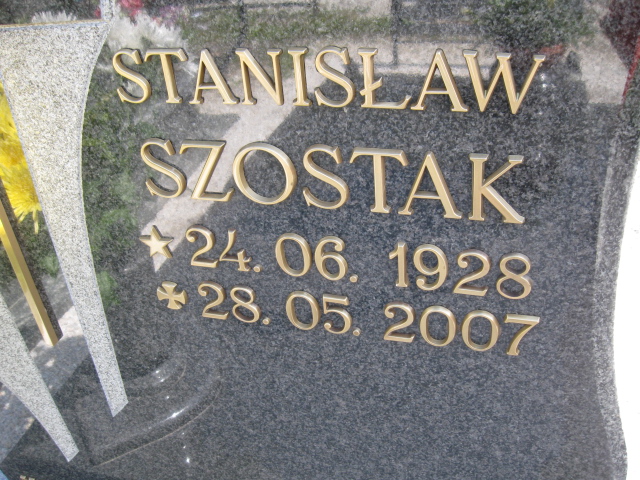 STANISŁAW
SZOSTAK
24. 06. 1928
28. 05. 2007